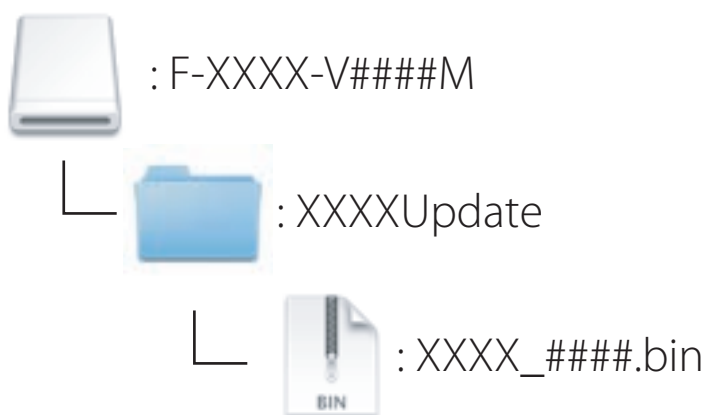 : F-XXXX-V####M
: XXXXUpdate
: XXXX_####.bin
BIN